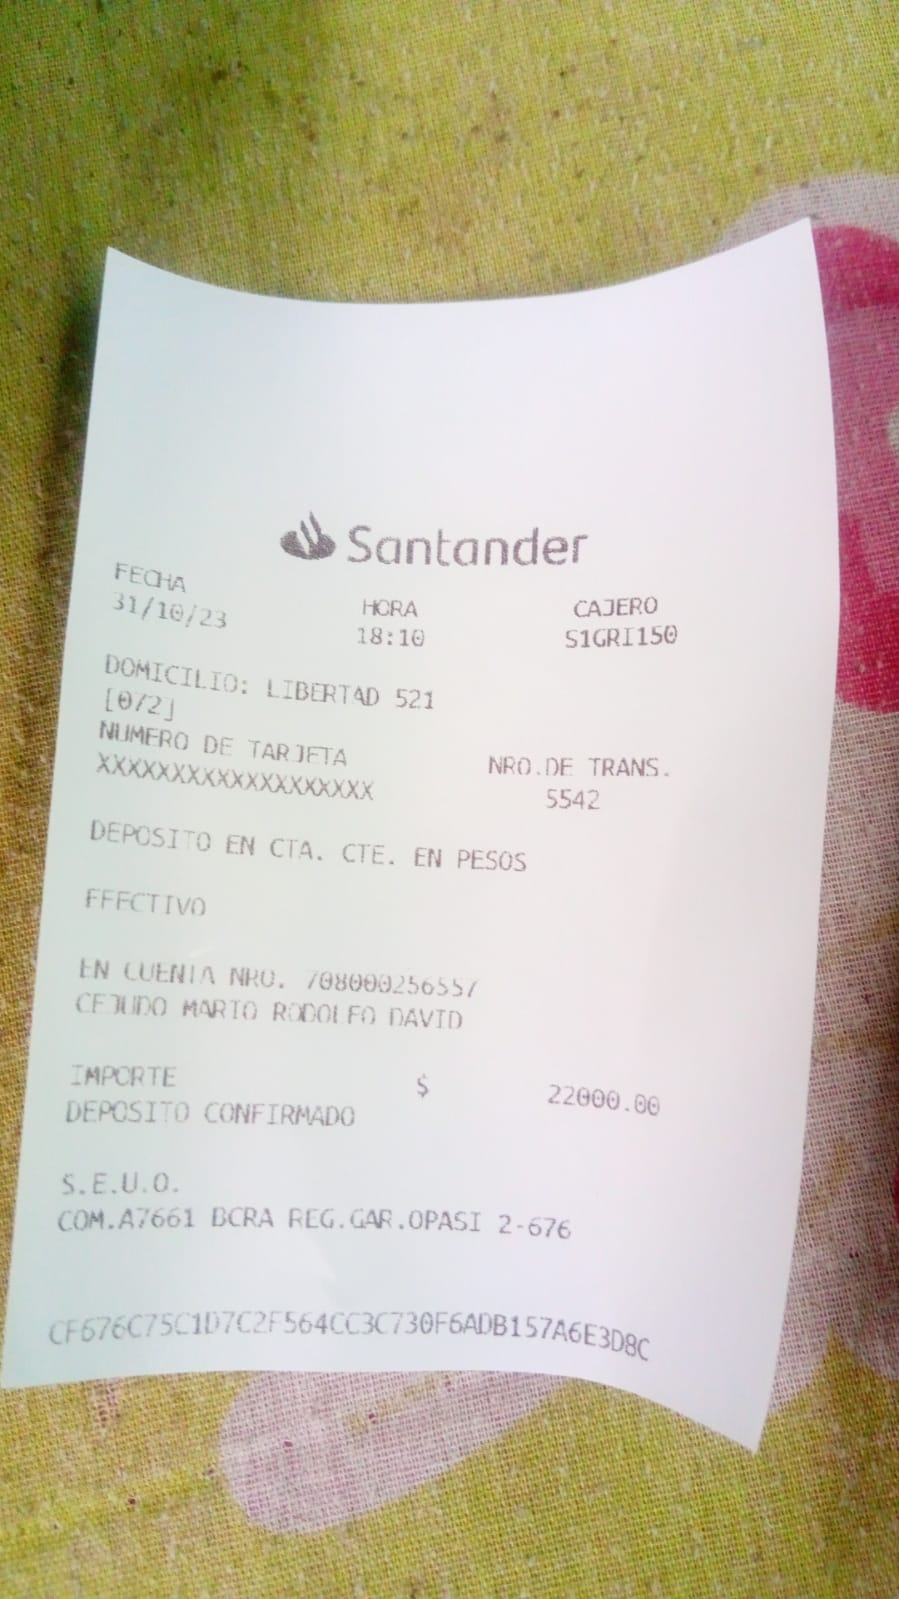 Santander
FECHA HORA CAJERO
31/10/23 18:10 S1GRI150
DOMICILIO: LIBERTAD 521
[0/2]
NUMERO DE TARJETA NRO.DE TRANS.
XXXXXXXXXXXXXXXXXXX 5542
DEPOSITO EN CTA. CTE. EN PESOS
EFECTIVO
EN CUENTA NRO. 708000256557
CEJUDO MARIO RODOLFO DAVID
IMPORTE $ 22000.00
DEPOSITO CONFIRMADO
S.E.U.O.
COM.A7661 BCRA REG.GAR.OPASI 2-676
CF676C75C1D7C2F564CC3C730F6ADB157A6E3D8C